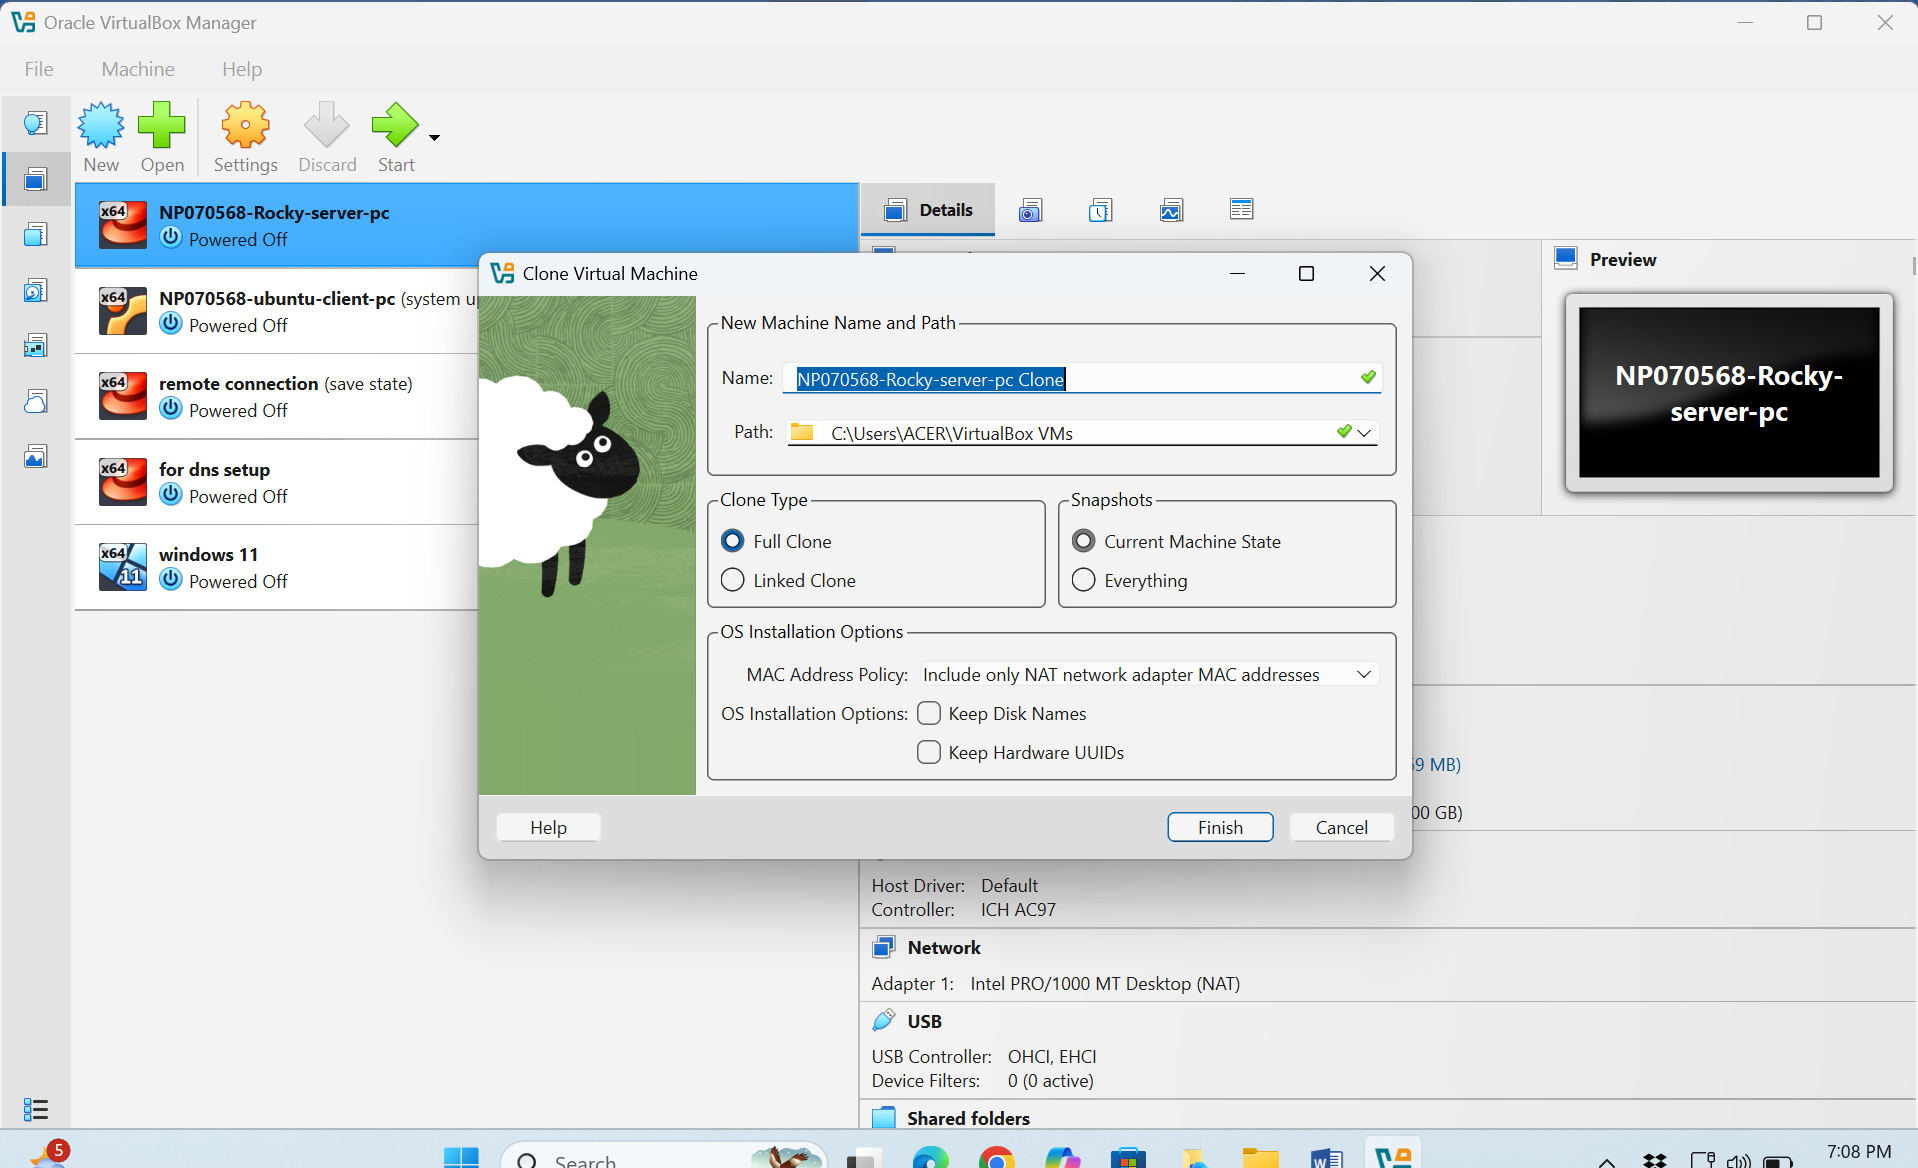 Oracle VirtualBox Manager
File Machine Help
New Open Settings Discard Start
x64 NP070568-Rocky-server-pc
Powered Off
x64 NP070568-ubuntu-client-pc (system u
Powered Off
x64 remote connection (save state)
Powered Off
x64 for dns setup
Powered Off
x64 windows 11
11 Powered Off
Details
Preview
NP070568-Rocky-
server-pc
Clone Virtual Machine
New Machine Name and Path
Name: NP070568-Rocky-server-pc Clone
Path: C:\Users\ACER\VirtualBox VMs
Clone Type
Full Clone
Linked Clone
Snapshots
Current Machine State
Everything
OS Installation Options
MAC Address Policy: Include only NAT network adapter MAC addresses
OS Installation Options: Keep Disk Names
Keep Hardware UUIDs
Help Finish Cancel
9 MB)
00 GB)
Host Driver: Default
Controller: ICH AC97
Network
Adapter 1: Intel PRO/1000 MT Desktop (NAT)
USB
USB Controller: OHCI, EHCI
Device Filters: 0 (0 active)
Shared folders
5
Search
7:08 PM